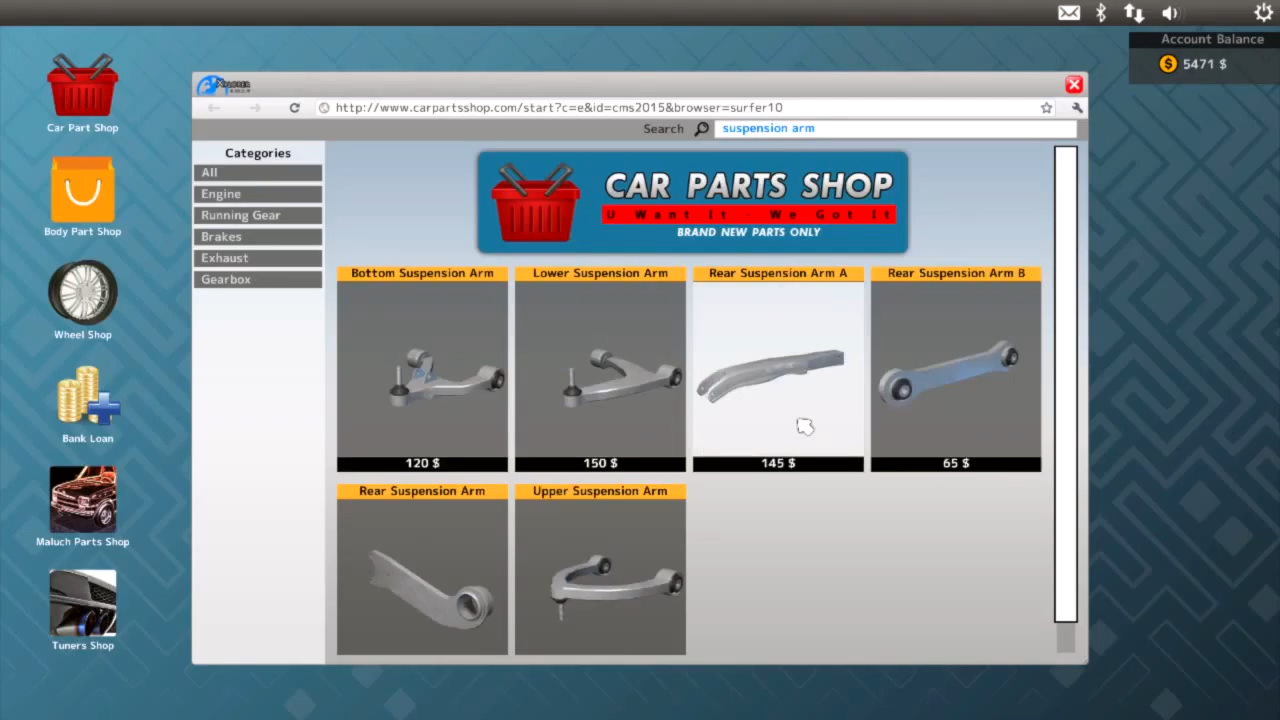 Account Balance
5471 $
Car Part Shop
Body Part Shop
Wheel Shop
Bank Loan
Maluch Parts Shop
Tuners Shop
http://www.carpartsshop.com/start?c=e&id=cms2015&browser=surfer10
Search
suspension arm
Categories
All
Engine
Running Gear
Brakes
Exhaust
Gearbox
CAR PARTS SHOP
U Want It - We Got It
BRAND NEW PARTS ONLY
Bottom Suspension Arm
120 $
Lower Suspension Arm
150 $
Rear Suspension Arm A
145 $
Rear Suspension Arm B
65 $
Rear Suspension Arm
Upper Suspension Arm